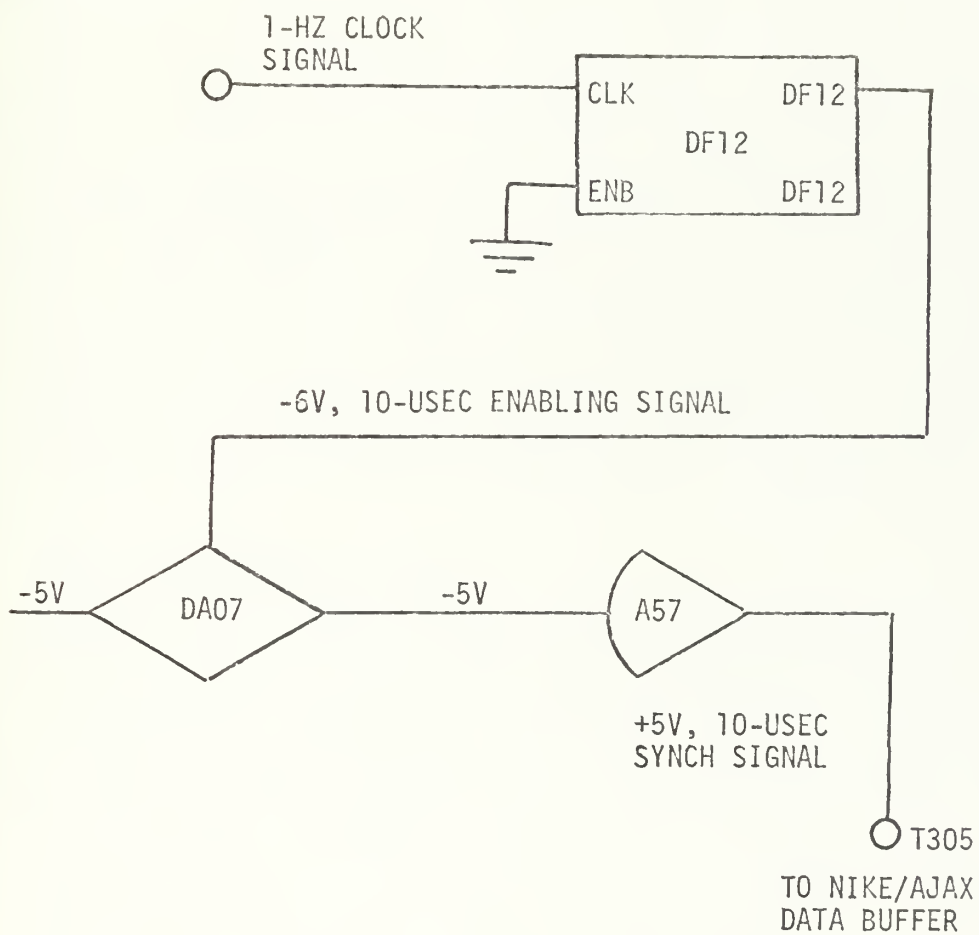 1-HZ CLOCK
SIGNAL
CLK
DF12
DF12
ENB
DF12
-6V, 10-USEC ENABLING SIGNAL
-5V
DA07
-5V
A57
+5V, 10-USEC
SYNCH SIGNAL
T305
TO NIKE/AJAX
DATA BUFFER